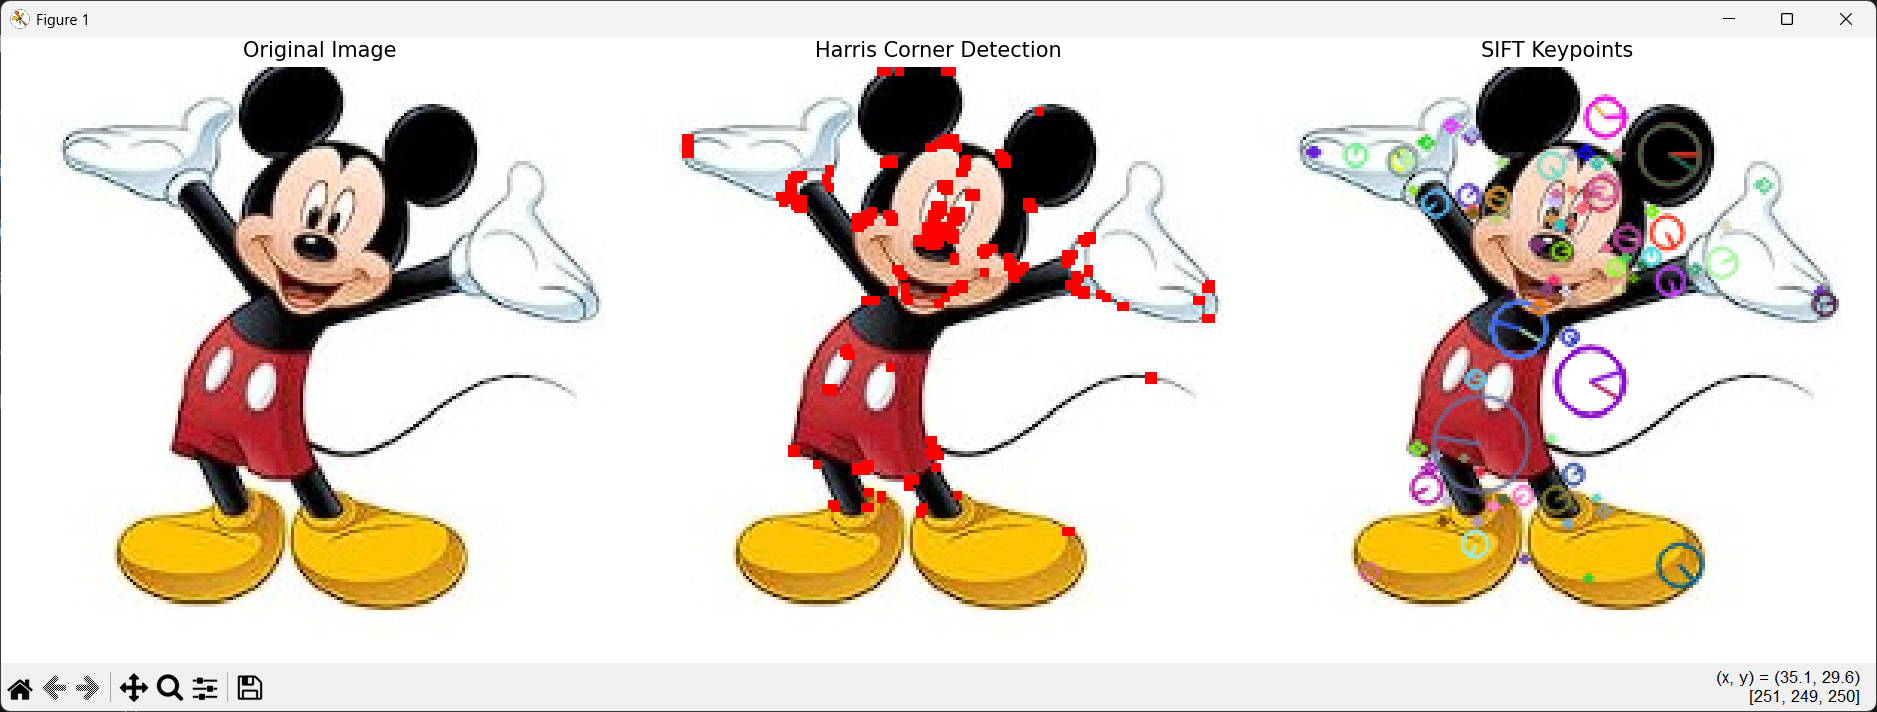 Figure 1
Original Image
Harris Corner Detection
SIFT Keypoints
(x, y) = (35.1, 29.6)
[251, 249, 250]